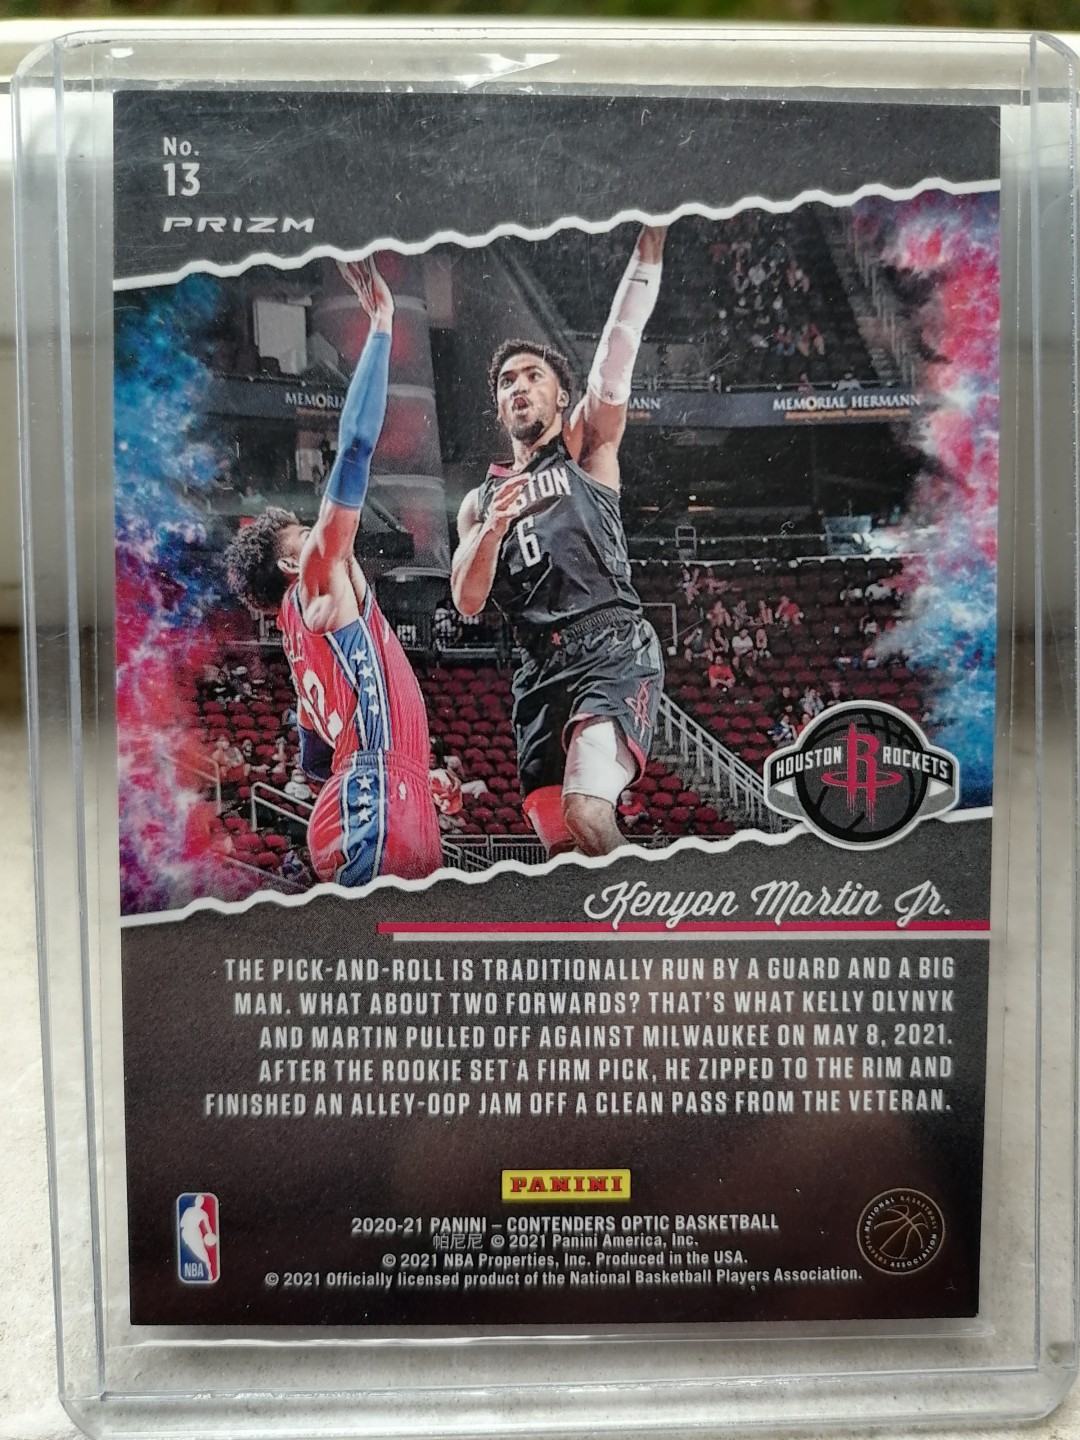 No.
13
PRIZM
MEMORIAL HERMANN
STON
6
HOUSTON ROCKETS
Kenyon Martin Jr.
THE PICK-AND-ROLL IS TRADITIONALLY RUN BY A GUARD AND A BIG
MAN. WHAT ABOUT TWO FORWARDS? THAT'S WHAT KELLY OLYNYK
AND MARTIN PULLED OFF AGAINST MILWAUKEE ON MAY 8, 2021.
AFTER THE ROOKIE SET A FIRM PICK, HE ZIPPED TO THE RIM AND
FINISHED AN ALLEY-OOP JAM OFF A CLEAN PASS FROM THE VETERAN.
PANINI
2020-21 PANINI – CONTENDERS OPTIC BASKETBALL
帕尼尼 © 2021 Panini America, Inc.
© 2021 NBA Properties, Inc. Produced in the USA.
© 2021 Officially licensed product of the National Basketball Players Association.
NBA
NATIONAL BASKETBALL PLAYERS ASSOCIATION